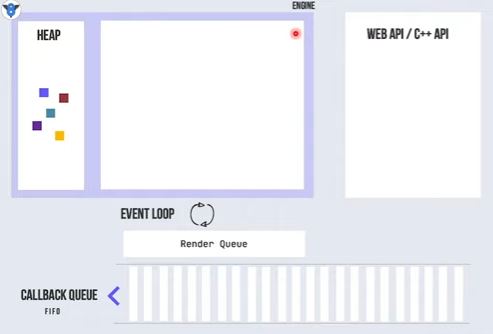 ENGINE
HEAP
WEB API / C++ API
EVENT LOOP
Render Queue
CALLBACK QUEUE
FIFO